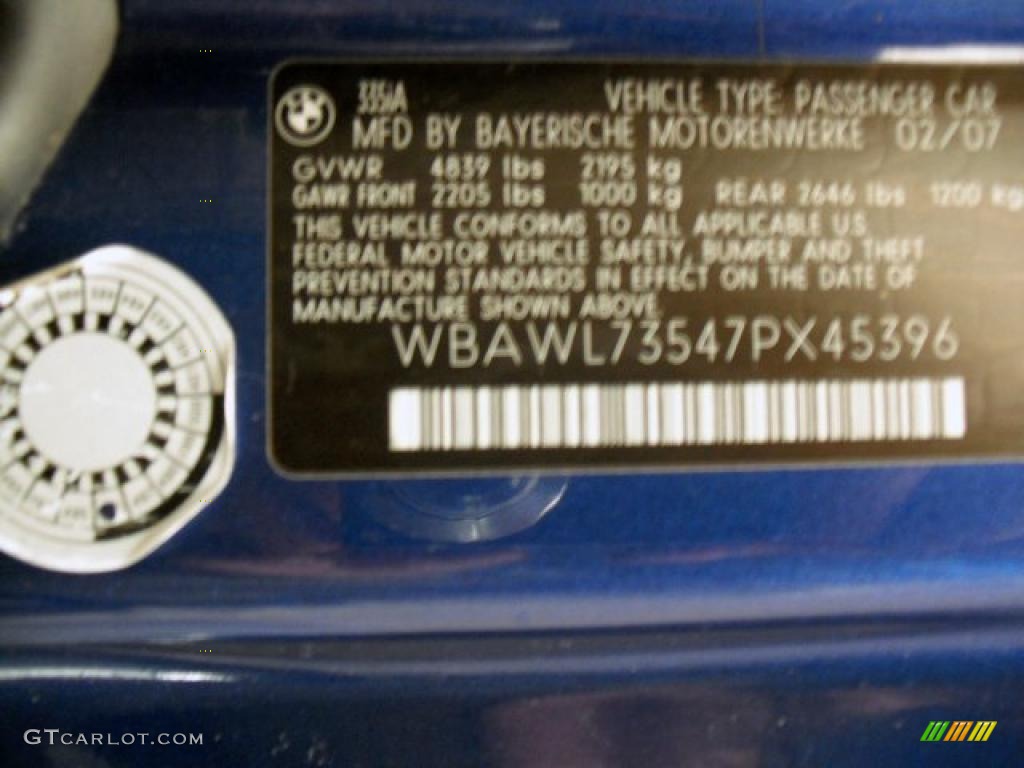 335iA VEHICLE TYPE: PASSENGER CAR
MFD BY BAYERISCHE MOTORENWERKE 02/07
GVWR 4839 lbs 2195 kg
GAWR FRONT 2205 lbs 1000 kg REAR 2646 lbs 1200 kg
THIS VEHICLE CONFORMS TO ALL APPLICABLE U.S.
FEDERAL MOTOR VEHICLE SAFETY, BUMPER AND THEFT
PREVENTION STANDARDS IN EFFECT ON THE DATE OF
MANUFACTURE SHOWN ABOVE.
WBAWL73547PX45396
GTCARLOT.COM